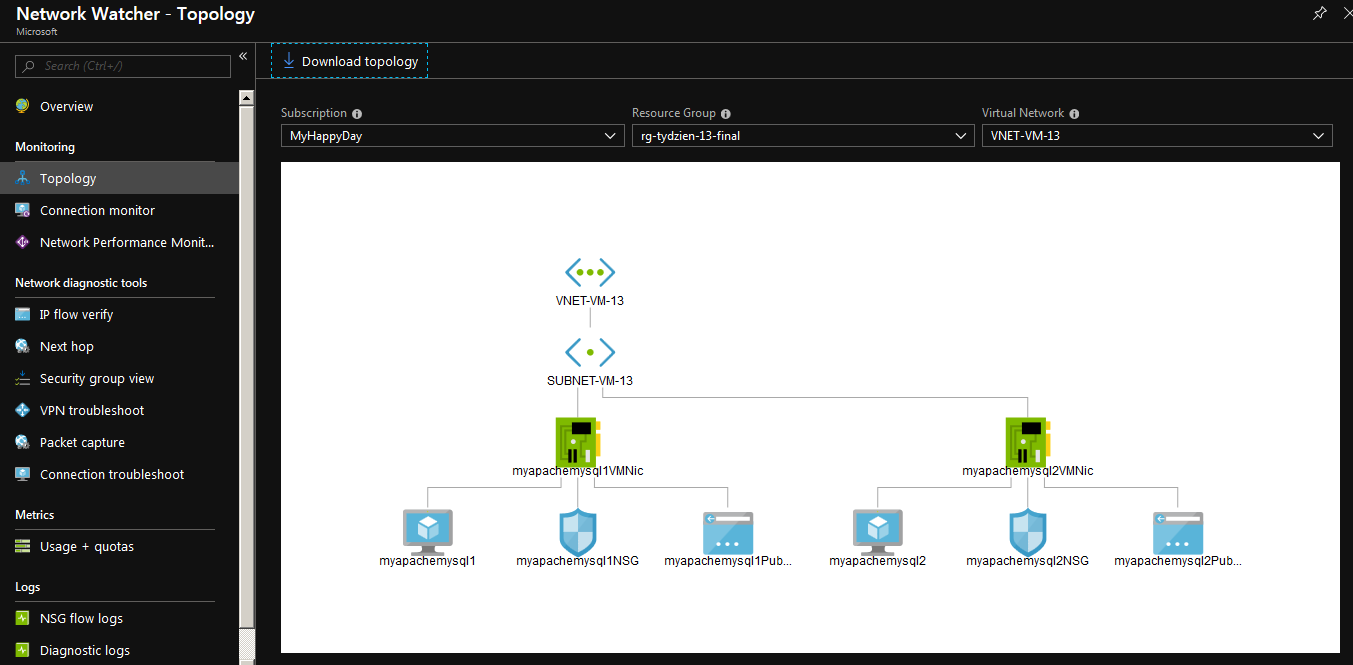 Network Watcher - Topology
Microsoft
Search (Ctrl+/)
Overview
Monitoring
Topology
Connection monitor
Network Performance Monit...
Network diagnostic tools
IP flow verify
Next hop
Security group view
VPN troubleshoot
Packet capture
Connection troubleshoot
Metrics
Usage + quotas
Logs
NSG flow logs
Diagnostic logs
Download topology
Subscription
Resource Group
Virtual Network
MyHappyDay
rg-tydzien-13-final
VNET-VM-13
VNET-VM-13
SUBNET-VM-13
myapachemysql1VMNic
myapachemysql2VMNic
myapachemysql1
myapachemysql1NSG
myapachemysql1Pub...
myapachemysql2
myapachemysql2NSG
myapachemysql2Pub...